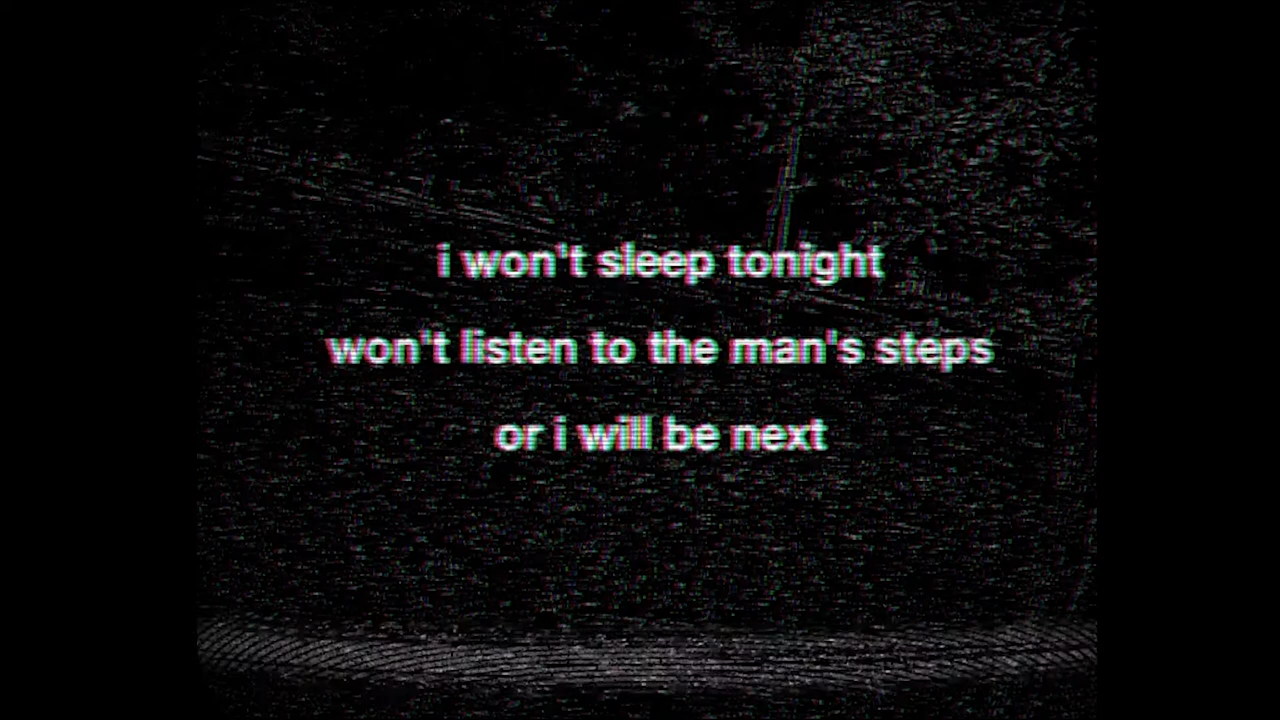 i won't sleep tonight
won't listen to the man's steps
or i will be next